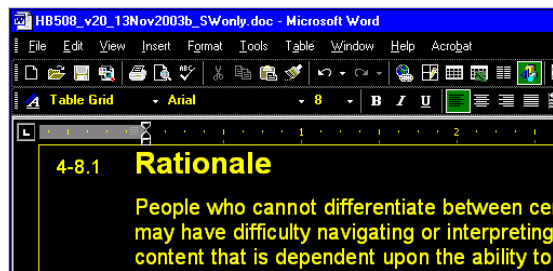 HB508_v20_13Nov2003b_SWonly.doc - Microsoft Word
File Edit View Insert Format Tools Table Window Help Acrobat
ABC
Table Grid Arial 8 B I U
1 2
4-8.1 Rationale
People who cannot differentiate between
may have difficulty navigating or interpreting
content that is dependent upon the ability to